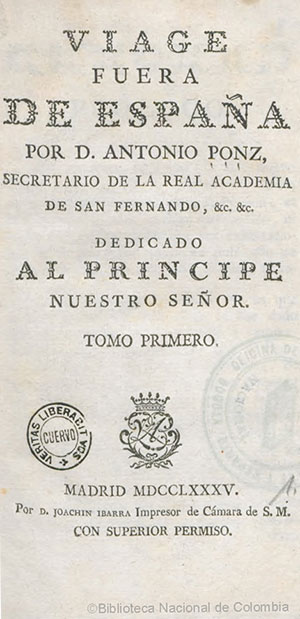 VIAGE
FUERA
DE ESPAÑA
POR D. ANTONIO PONZ,
SECRETARIO DE LA REAL ACADEMIA
DE SAN FERNANDO, &c. &c.
DEDICADO
AL PRINCIPE
NUESTRO SEÑOR.
TOMO PRIMERO.
VERITAS LIBERABIT VOS
CUERVO
MADRID MDCCLXXXV.
Por D. JOACHIN IBARRA Impresor de Cámara de S. M.
CON SUPERIOR PERMISO.
©Biblioteca Nacional de Colombia